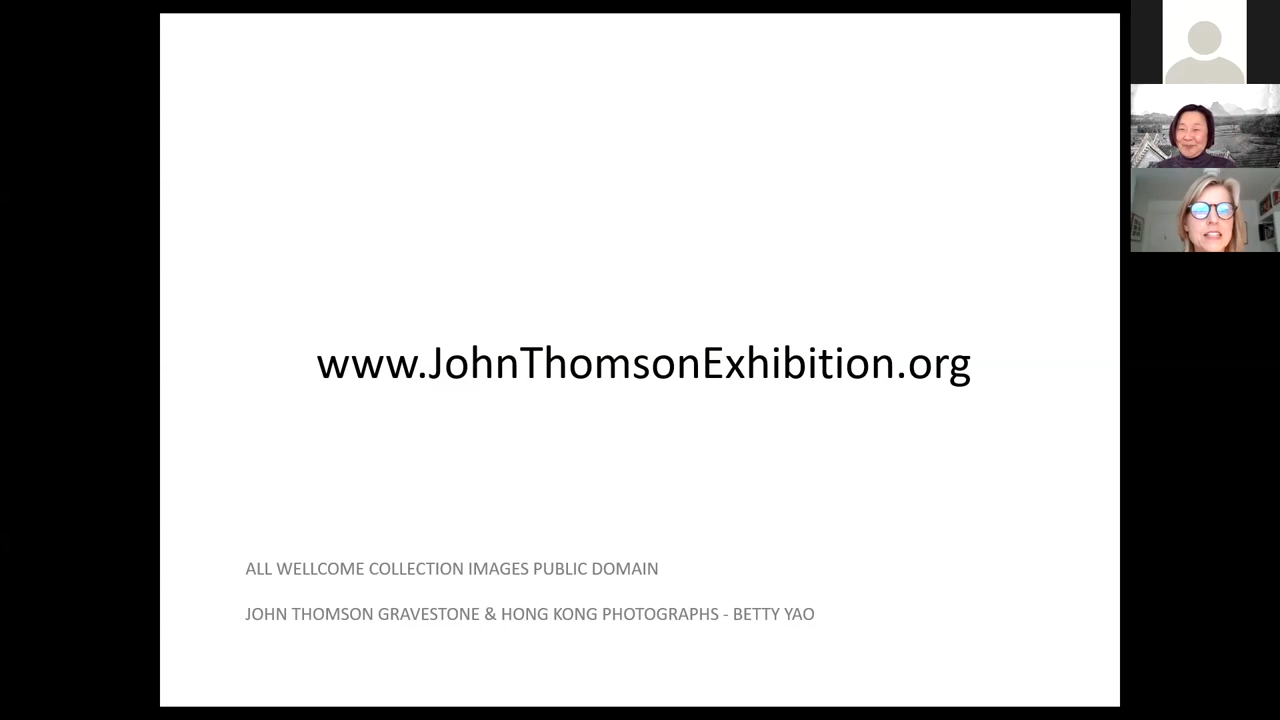 www.JohnThomsonExhibition.org
ALL WELLCOME COLLECTION IMAGES PUBLIC DOMAIN
JOHN THOMSON GRAVESTONE & HONG KONG PHOTOGRAPHS - BETTY YAO